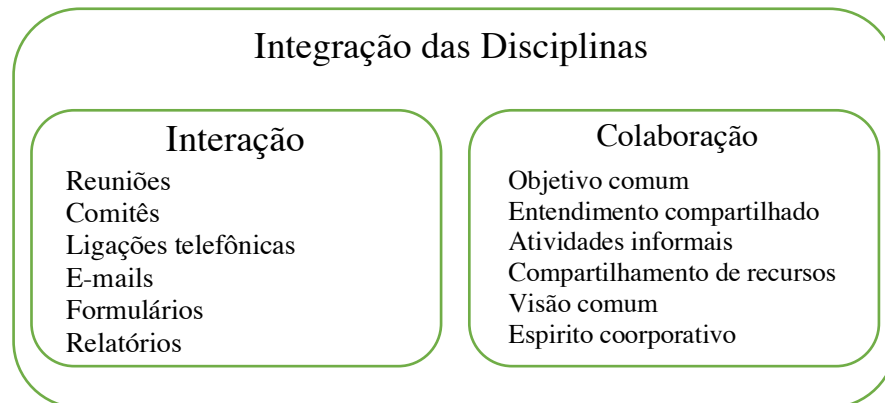 Integração das Disciplinas
Interação
Reuniões
Comitês
Ligações telefônicas
E-mails
Formulários
Relatórios
Colaboração
Objetivo comum
Entendimento compartilhado
Atividades informais
Compartilhamento de recursos
Visão comum
Espirito coorporativo